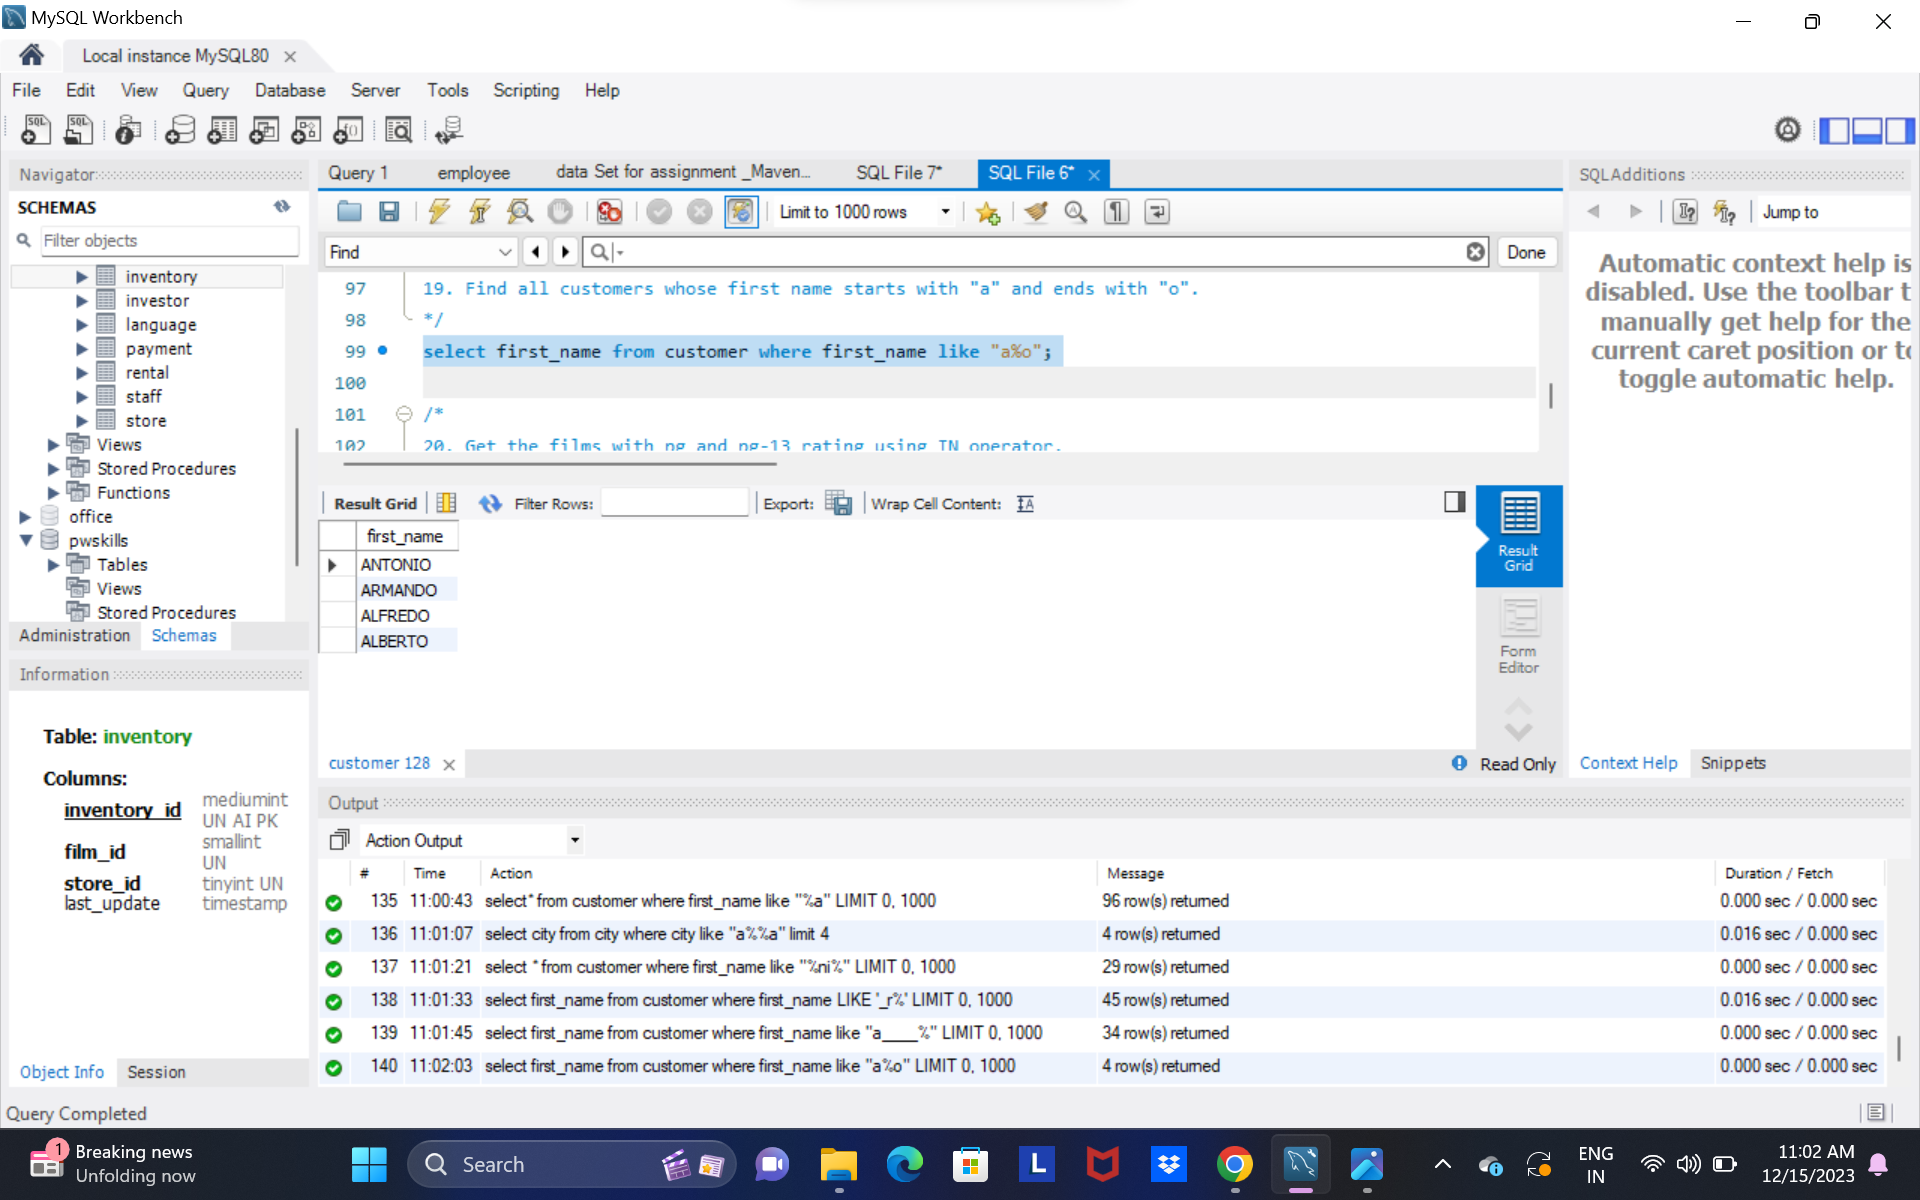 MySQL Workbench
Local instance MySQL80
File Edit View Query Database Server Tools Scripting Help
Navigator
SCHEMAS
Filter objects
inventory
investor
language
payment
rental
staff
store
Views
Stored Procedures
Functions
office
pwskills
Tables
Views
Stored Procedures
Administration Schemas
Information
Table: inventory
Columns:
inventory_id mediumint UN AI PK
film_id smallint UN
store_id tinyint UN
last_update timestamp
Object Info Session
Query 1 employee data Set for assignment _Maven... SQL File 7* SQL File 6*
Limit to 1000 rows
Find Done
97 19. Find all customers whose first name starts with "a" and ends with "o".
98 */
99 select first_name from customer where first_name like "a%o";
100
101 /*
102 20. Get the films with pg and pg-13 rating using IN operator.
Result Grid Filter Rows: Export: Wrap Cell Content:
first_name
ANTONIO
ARMANDO
ALFREDO
ALBERTO
Result Grid
Form Editor
customer 128 Read Only
SQLAdditions
Jump to
Automatic context help is
disabled. Use the toolbar t
manually get help for the
current caret position or to
toggle automatic help.
Context Help Snippets
Output
Action Output
# Time Action Message Duration / Fetch
135 11:00:43 select* from customer where first_name like "%a" LIMIT 0, 1000 96 row(s) returned 0.000 sec / 0.000 sec
136 11:01:07 select city from city where city like "a%%a" limit 4 4 row(s) returned 0.016 sec / 0.000 sec
137 11:01:21 select * from customer where first_name like "%ni%" LIMIT 0, 1000 29 row(s) returned 0.000 sec / 0.000 sec
138 11:01:33 select first_name from customer where first_name LIKE '_r%' LIMIT 0, 1000 45 row(s) returned 0.016 sec / 0.000 sec
139 11:01:45 select first_name from customer where first_name like "a____%" LIMIT 0, 1000 34 row(s) returned 0.000 sec / 0.000 sec
140 11:02:03 select first_name from customer where first_name like "a%o" LIMIT 0, 1000 4 row(s) returned 0.000 sec / 0.000 sec
Query Completed
1
Breaking news
Unfolding now
Search
L
ENG
IN
11:02 AM
12/15/2023